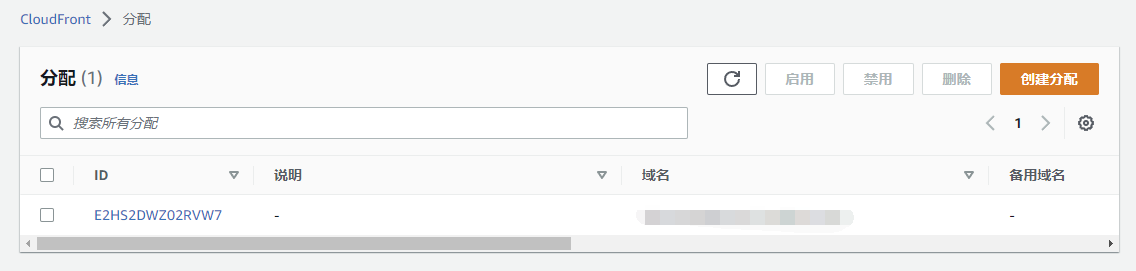 CloudFront > 分配
分配 (1) 信息 启用 禁用 删除 创建分配
搜索所有分配 1
ID 说明 域名 备用域名
E2HS2DWZ02RVW7 - -